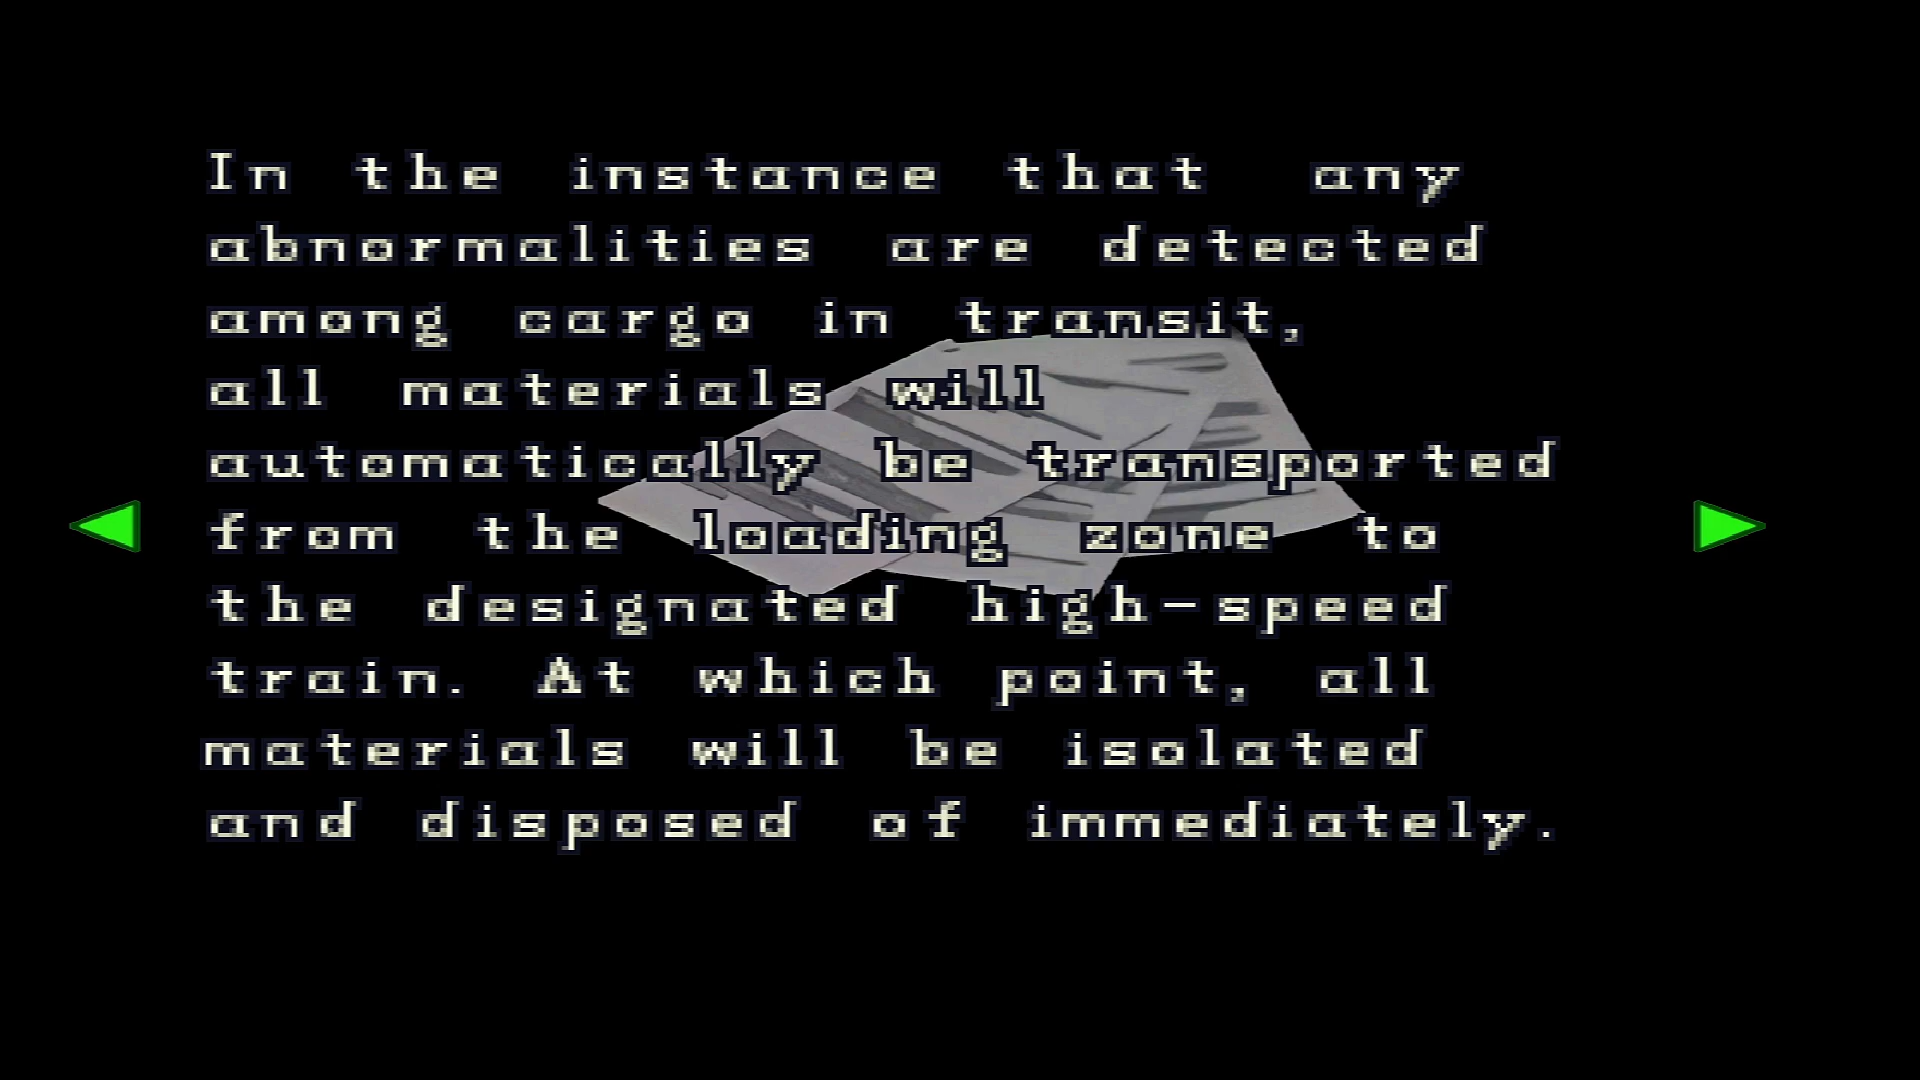 In the instance that any
abnormalities are detected
among cargo in transit,
all materials will
automatically be transported
from the loading zone to
the designated high-speed
train. At which point, all
materials will be isolated
and disposed of immediately.